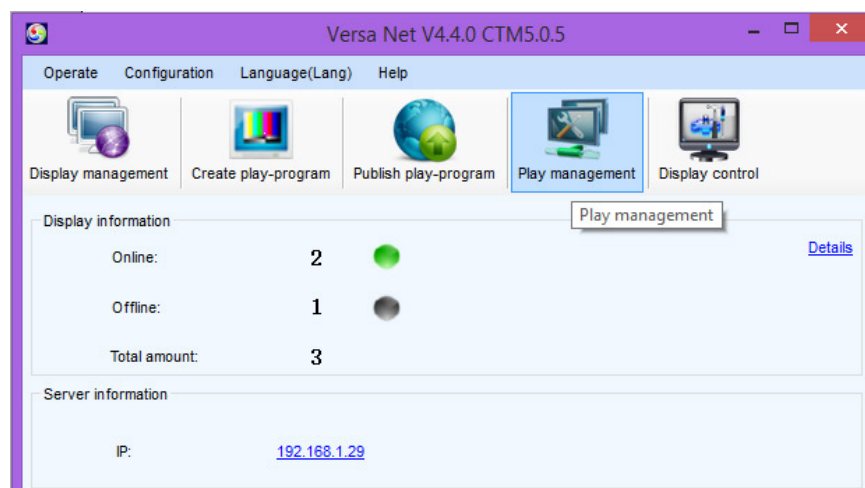 Versa Net V4.4.0 CTM5.0.5
Operate Configuration Language(Lang) Help
Display management Create play-program Publish play-program Play management Display control
Play management
Display information
Details
Online: 2
Offline: 1
Total amount: 3
Server information
IP: 192.168.1.29